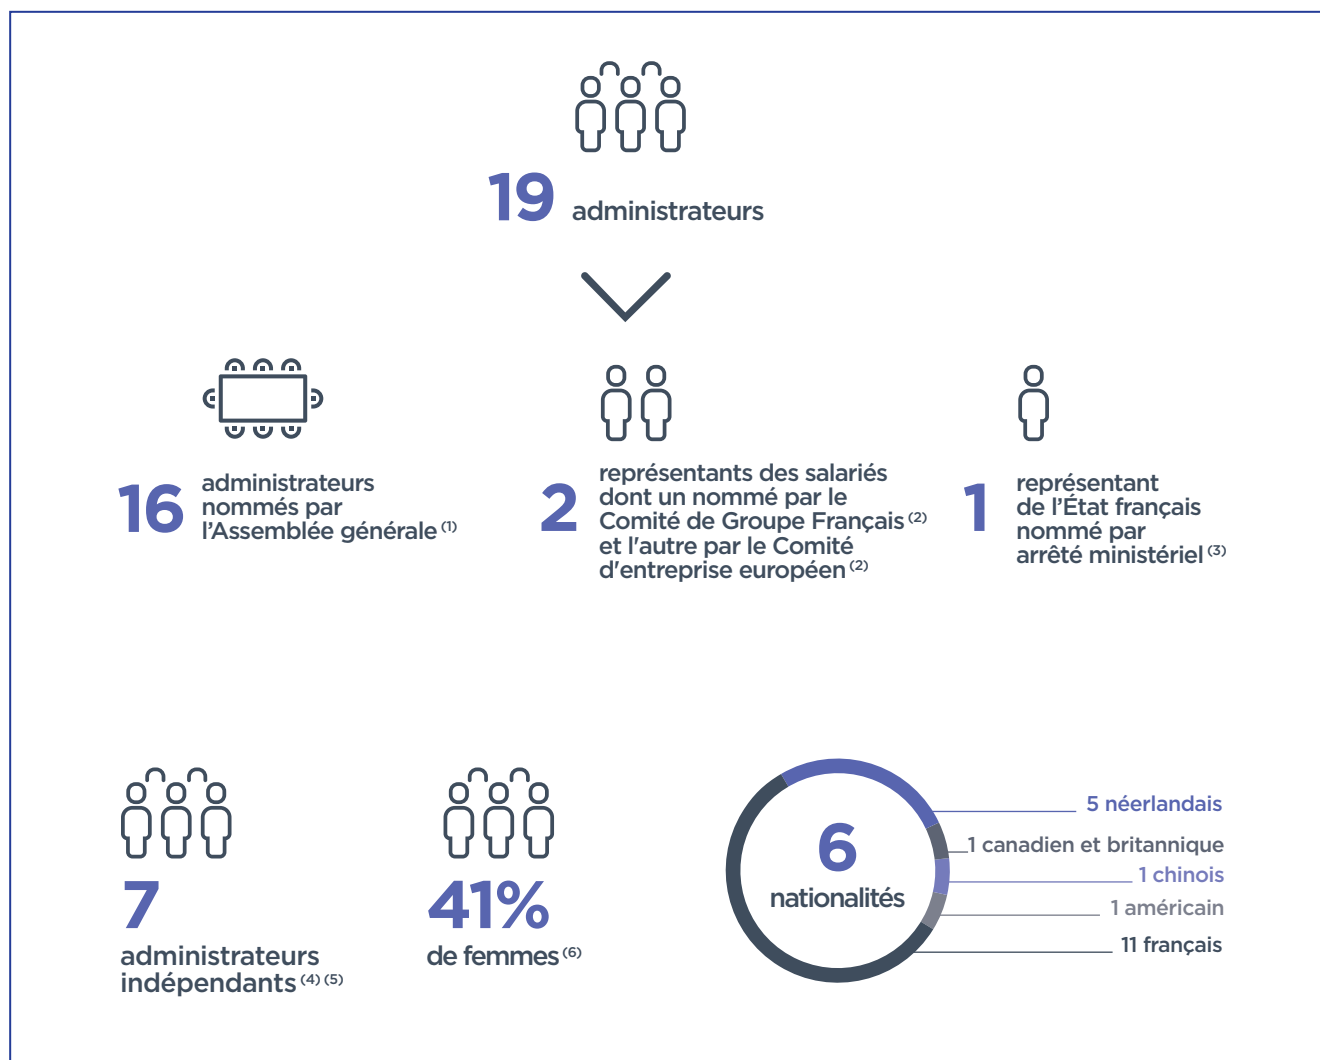 19 administrateurs
16
administrateurs
nommés par
l’Assemblée générale (1)
2
représentants des salariés
dont un nommé par le
Comité de Groupe Français (2)
et l'autre par le Comité
d'entreprise européen (2)
1
représentant
de l’État français
nommé par
arrêté ministériel (3)
7
administrateurs
indépendants (4) (5)
41%
de femmes (6)
6
nationalités
5 néerlandais
1 canadien et britannique
1 chinois
1 américain
11 français